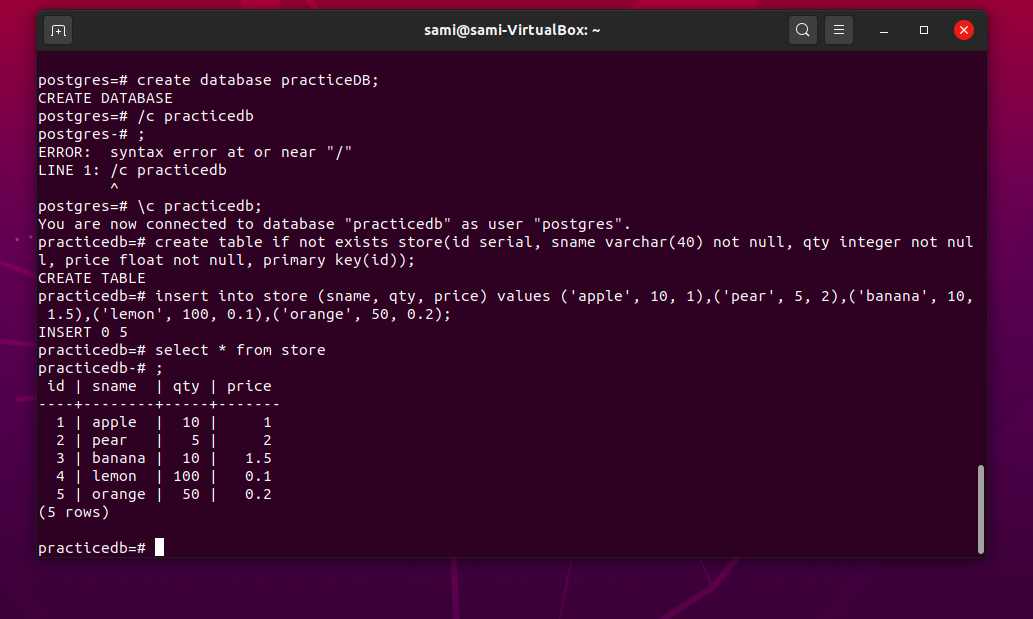 sami@sami-VirtualBox: ~
postgres=# create database practiceDB;
CREATE DATABASE
postgres=# /c practicedb
postgres-# ;
ERROR:  syntax error at or near "/"
LINE 1: /c practicedb
        ^
postgres=# \c practicedb;
You are now connected to database "practicedb" as user "postgres".
practicedb=# create table if not exists store(id serial, sname varchar(40) not null, qty integer not nul
l, price float not null, primary key(id));
CREATE TABLE
practicedb=# insert into store (sname, qty, price) values ('apple', 10, 1),('pear', 5, 2),('banana', 10,
 1.5),('lemon', 100, 0.1),('orange', 50, 0.2);
INSERT 0 5
practicedb=# select * from store
practicedb-# ;
 id | sname  | qty | price
----+--------+-----+-------
  1 | apple  |  10 |     1
  2 | pear   |   5 |     2
  3 | banana |  10 |   1.5
  4 | lemon  | 100 |   0.1
  5 | orange |  50 |   0.2
(5 rows)
practicedb=#